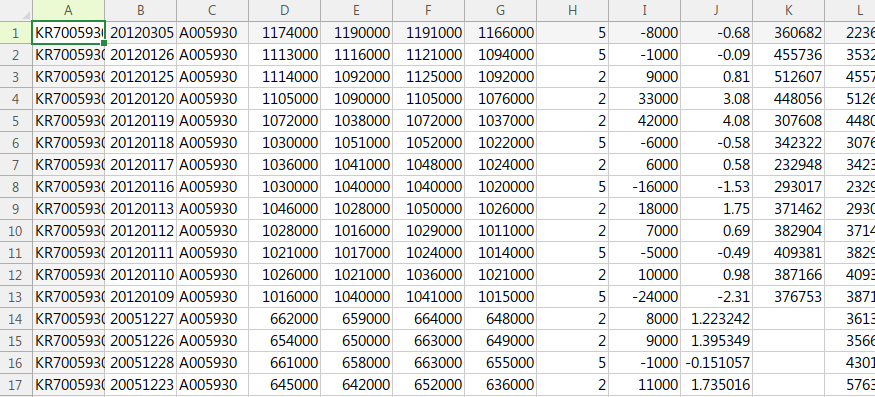 A B C D E F G H I J K L
1 KR700593 20120305 A005930 1174000 1190000 1191000 1166000 5 -8000 -0.68 360682 2236
2 KR700593 20120126 A005930 1113000 1116000 1121000 1094000 5 -1000 -0.09 455736 3532
3 KR700593 20120125 A005930 1114000 1092000 1125000 1092000 2 9000 0.81 512607 4557
4 KR700593 20120120 A005930 1105000 1090000 1105000 1076000 2 33000 3.08 448056 5126
5 KR700593 20120119 A005930 1072000 1038000 1072000 1037000 2 42000 4.08 307608 4480
6 KR700593 20120118 A005930 1030000 1051000 1052000 1022000 5 -6000 -0.58 342322 3076
7 KR700593 20120117 A005930 1036000 1041000 1048000 1024000 2 6000 0.58 232948 3423
8 KR700593 20120116 A005930 1030000 1040000 1040000 1020000 5 -16000 -1.53 293017 2329
9 KR700593 20120113 A005930 1046000 1028000 1050000 1026000 2 18000 1.75 371462 2930
10 KR700593 20120112 A005930 1028000 1016000 1029000 1011000 2 7000 0.69 382904 3714
11 KR700593 20120111 A005930 1021000 1017000 1024000 1014000 5 -5000 -0.49 409381 3829
12 KR700593 20120110 A005930 1026000 1021000 1036000 1021000 2 10000 0.98 387166 4093
13 KR700593 20120109 A005930 1016000 1040000 1041000 1015000 5 -24000 -2.31 376753 3871
14 KR700593 20051227 A005930 662000 659000 664000 648000 2 8000 1.223242 3613
15 KR700593 20051226 A005930 654000 650000 663000 649000 2 9000 1.395349 3566
16 KR700593 20051228 A005930 661000 658000 663000 655000 5 -1000 -0.151057 4301
17 KR700593 20051223 A005930 645000 642000 652000 636000 2 11000 1.735016 5763